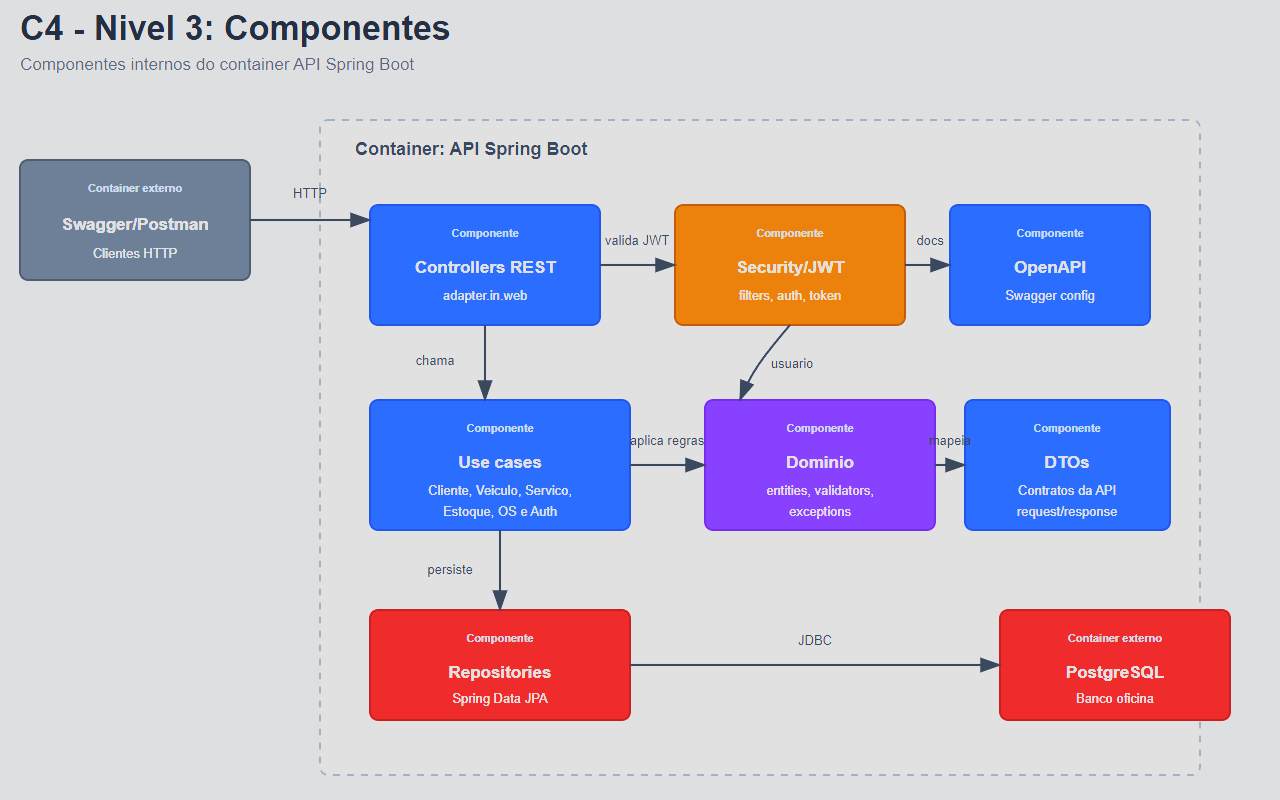 C4 - Nivel 3: Componentes
Componentes internos do container API Spring Boot
Container: API Spring Boot
Container externo
Swagger/Postman
Clientes HTTP
HTTP
Componente
Controllers REST
adapter.in.web
valida JWT
Componente
Security/JWT
filters, auth, token
docs
Componente
OpenAPI
Swagger config
chama
usuario
Componente
Use cases
Cliente, Veiculo, Servico,
Estoque, OS e Auth
aplica regras
Componente
Dominio
entities, validators,
exceptions
mapeia
Componente
DTOs
Contratos da API
request/response
persiste
Componente
Repositories
Spring Data JPA
JDBC
Container externo
PostgreSQL
Banco oficina